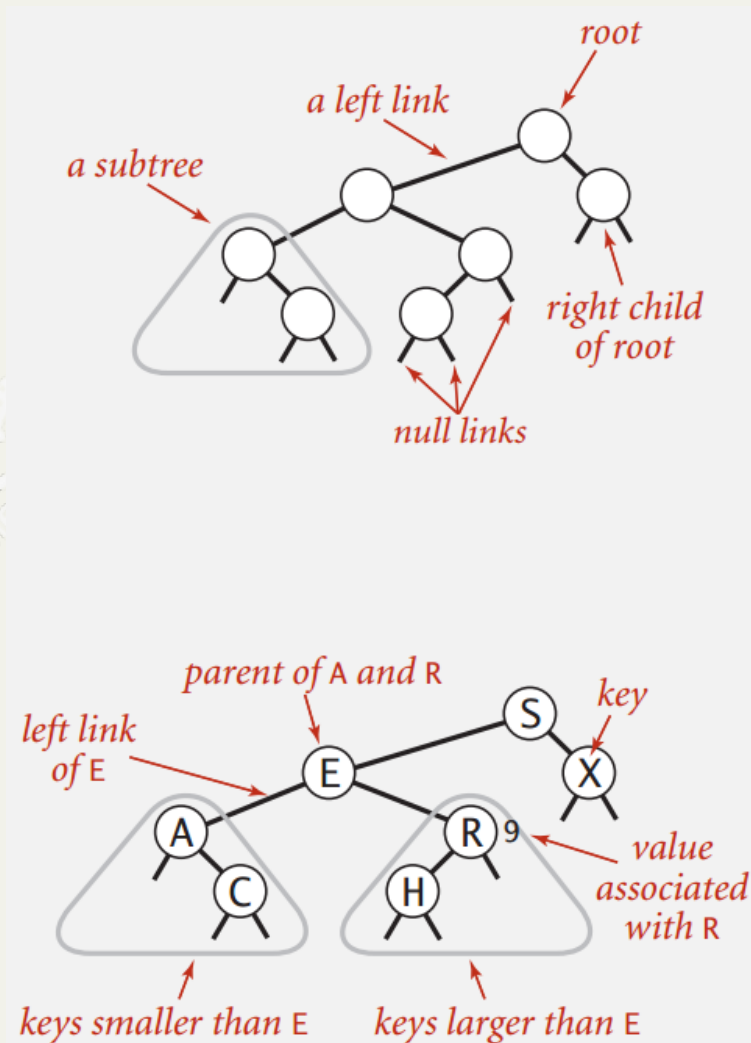 root
a left link
a subtree
right child
of root
null links
parent of A and R
key
left link
of E
S
E
X
A
R 9
C
H
value
associated
with R
keys smaller than E
keys larger than E